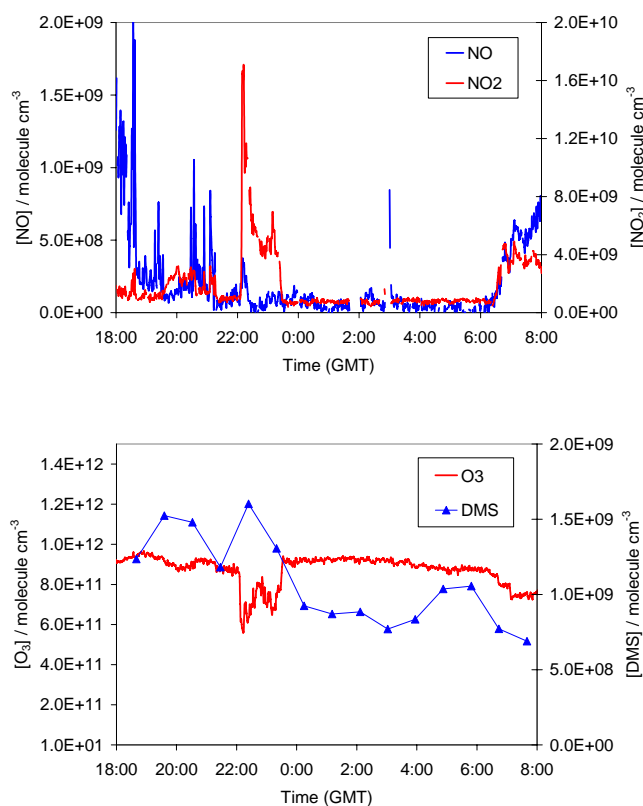 2.0E+09
1.5E+09
1.0E+09
5.0E+08
0.0E+00
[NO] / molecule cm-3
2.0E+10
1.6E+10
1.2E+10
8.0E+09
4.0E+09
0.0E+00
[NO2] / molecule cm-3
NO
NO2
18:00 20:00 22:00 0:00 2:00 4:00 6:00 8:00
Time (GMT)
1.4E+12
1.2E+12
1.0E+12
8.0E+11
6.0E+11
4.0E+11
2.0E+11
1.0E+01
[O3] / molecule cm-3
2.0E+09
1.5E+09
1.0E+09
5.0E+08
0.0E+00
[DMS] / molecule cm-3
O3
DMS
18:00 20:00 22:00 0:00 2:00 4:00 6:00 8:00
Time (GMT)